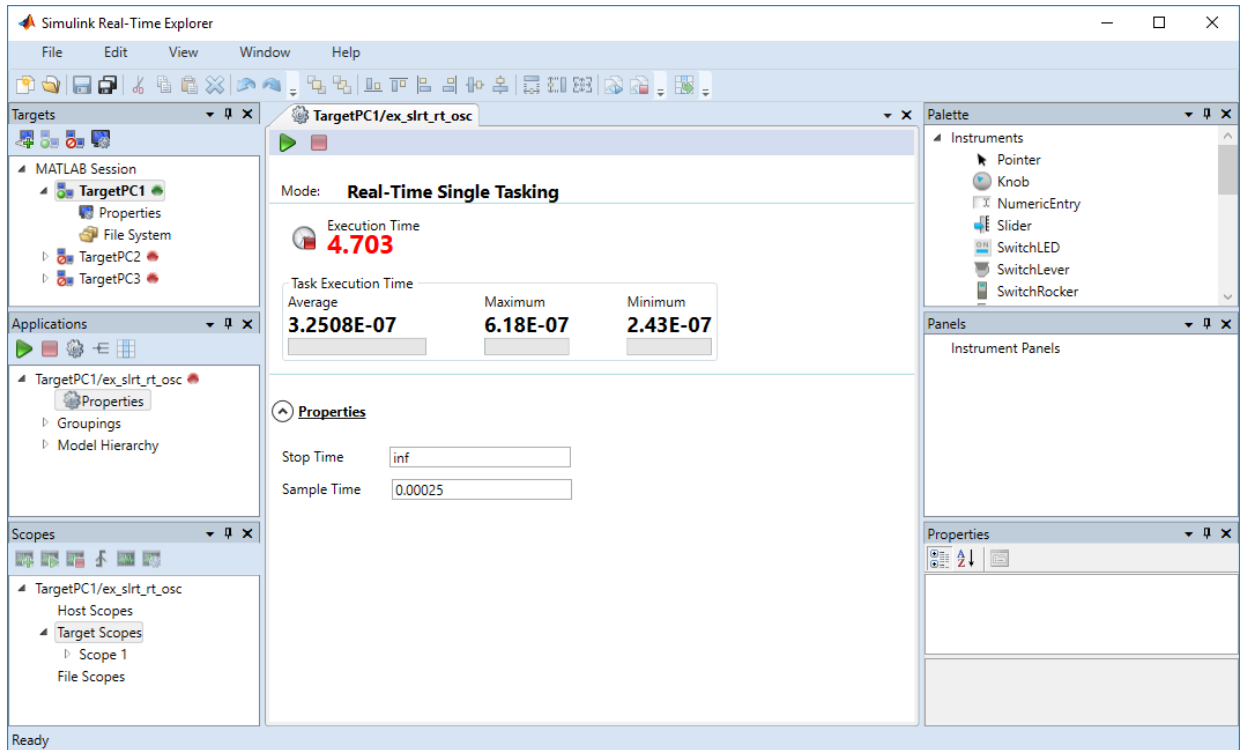 Simulink Real-Time Explorer
File Edit View Window Help
Targets
MATLAB Session
TargetPC1
Properties
File System
TargetPC2
TargetPC3
Applications
TargetPC1/ex_slrt_rt_osc
Properties
Groupings
Model Hierarchy
Scopes
TargetPC1/ex_slrt_rt_osc
Host Scopes
Target Scopes
Scope 1
File Scopes
TargetPC1/ex_slrt_rt_osc
Mode: Real-Time Single Tasking
Execution Time
4.703
Task Execution Time
Average Maximum Minimum
3.2508E-07 6.18E-07 2.43E-07
Properties
Stop Time inf
Sample Time 0.00025
Palette
Instruments
Pointer
Knob
NumericEntry
Slider
SwitchLED
SwitchLever
SwitchRocker
Panels
Instrument Panels
Properties
Ready